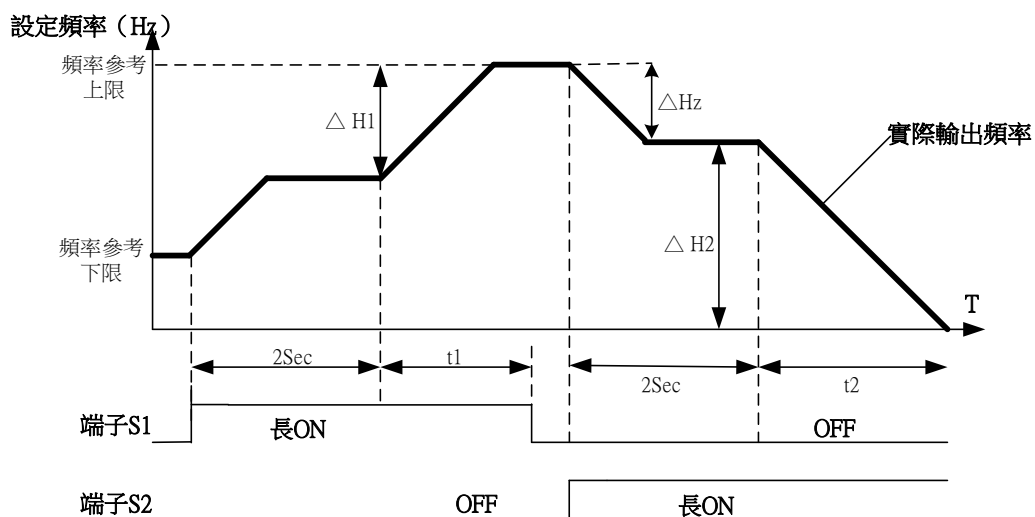 設定頻率（Hz）
頻率參考
上限
△ H1
△Hz
實際輸出頻率
頻率參考
下限
△ H2
T
2Sec
t1
2Sec
t2
端子S1
長ON
OFF
端子S2
OFF
長ON